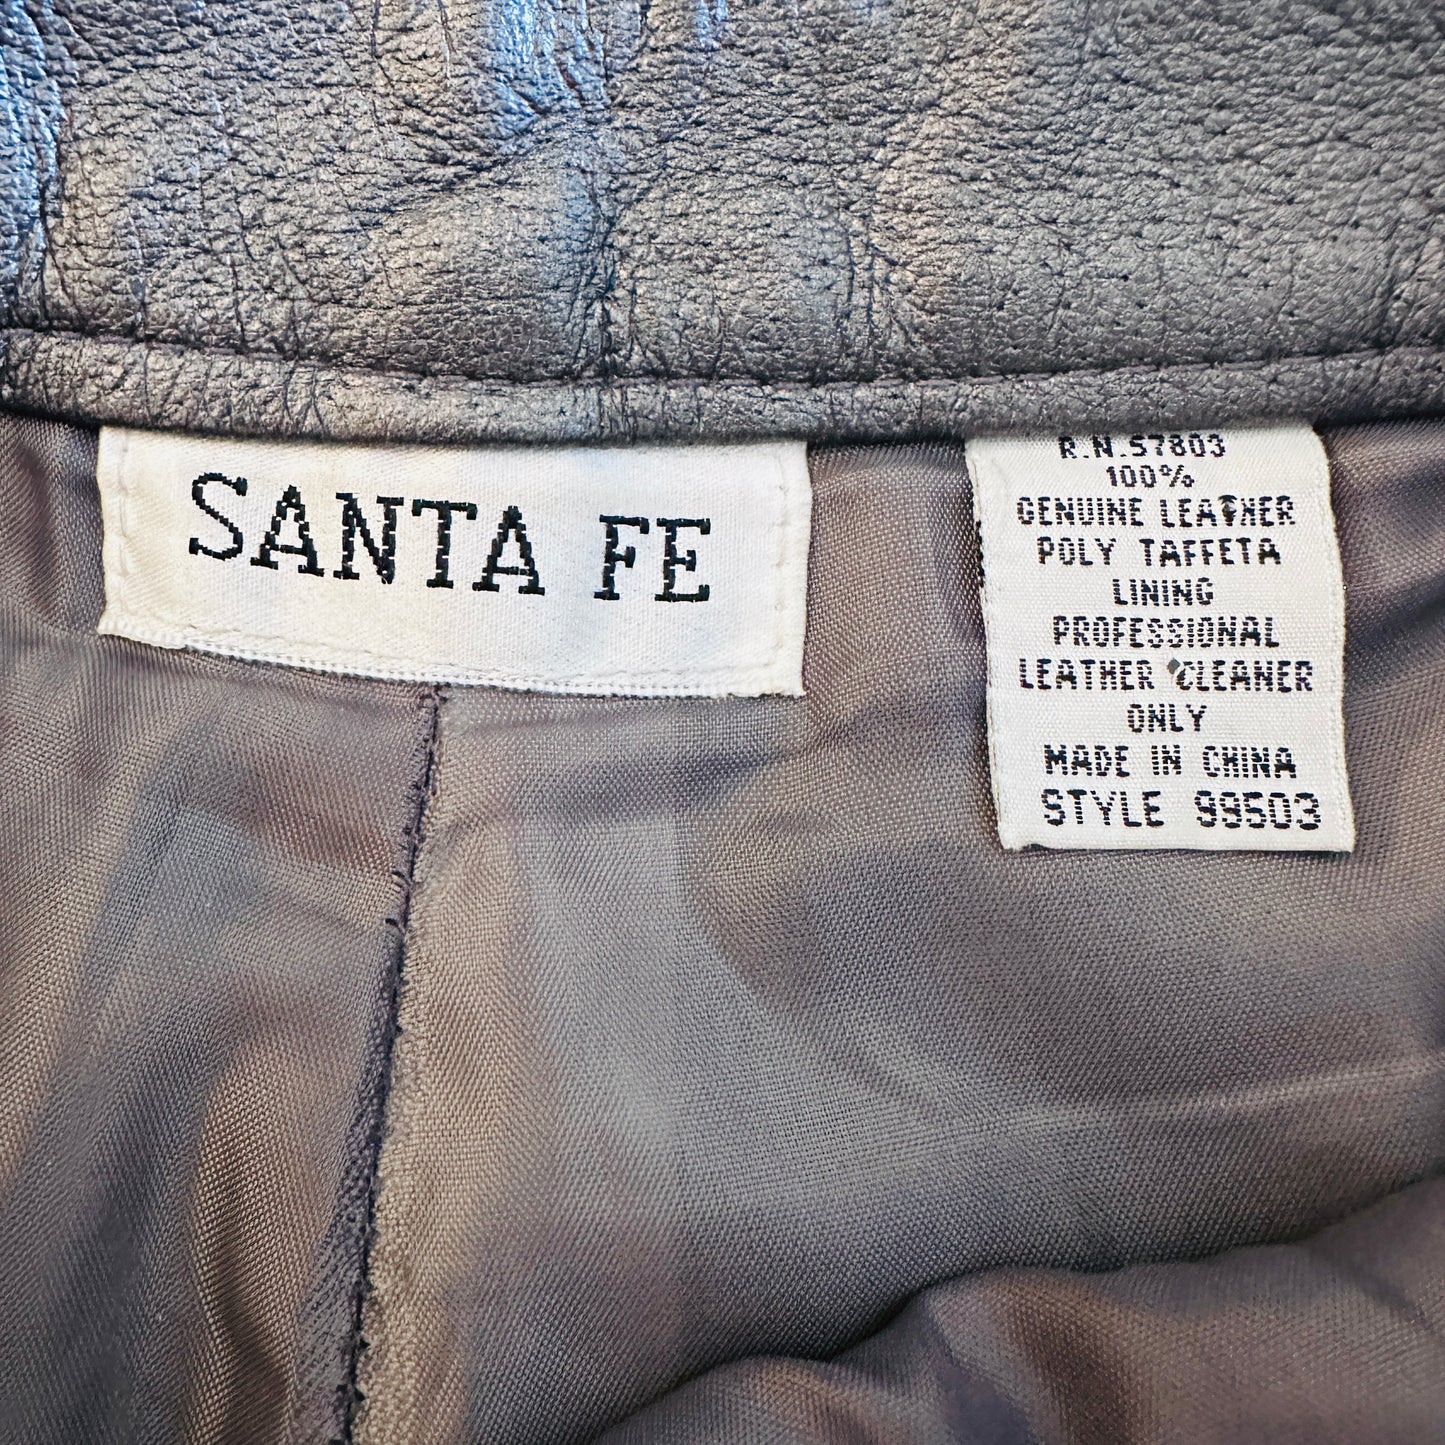 SANTA FE
R.N.57803
100%
GENUINE LEATHER
POLY TAFFETA
LINING
PROFESSIONAL
LEATHER CLEANER
ONLY
MADE IN CHINA
STYLE 99503